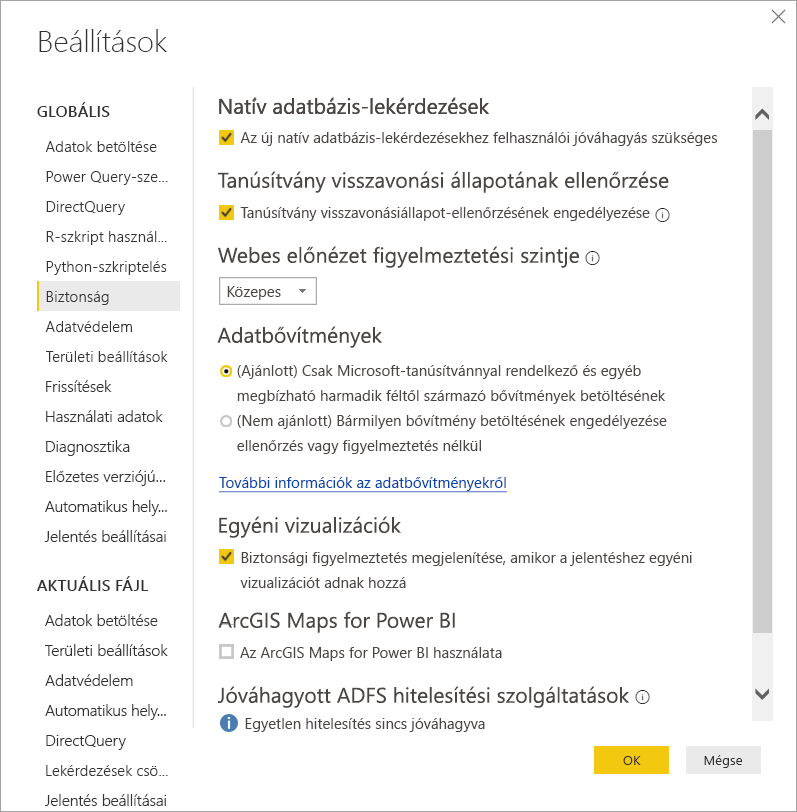 Beállítások
GLOBÁLIS
Adatok betöltése
Power Query-sze...
DirectQuery
R-szkript használ...
Python-szkriptelés
Biztonság
Adatvédelem
Területi beállítások
Frissítések
Használati adatok
Diagnosztika
Előzetes verziójú...
Automatikus hely...
Jelentés beállításai
AKTUÁLIS FÁJL
Adatok betöltése
Területi beállítások
Adatvédelem
Automatikus hely...
DirectQuery
Lekérdezések csö...
Jelentés beállításai
Natív adatbázis-lekérdezések
Az új natív adatbázis-lekérdezésekhez felhasználói jóváhagyás szükséges
Tanúsítvány visszavonási állapotának ellenőrzése
Tanúsítvány visszavonásiállapot-ellenőrzésének engedélyezése
Webes előnézet figyelmeztetési szintje
Közepes
Adatbővítmények
(Ajánlott) Csak Microsoft-tanúsítvánnyal rendelkező és egyéb
megbízható harmadik féltől származó bővítmények betöltésének
(Nem ajánlott) Bármilyen bővítmény betöltésének engedélyezése
ellenőrzés vagy figyelmeztetés nélkül
További információk az adatbővítményekről
Egyéni vizualizációk
Biztonsági figyelmeztetés megjelenítése, amikor a jelentéshez egyéni
vizualizációt adnak hozzá
ArcGIS Maps for Power BI
Az ArcGIS Maps for Power BI használata
Jóváhagyott ADFS hitelesítési szolgáltatások
Egyetlen hitelesítés sincs jóváhagyva
OK
Mégse